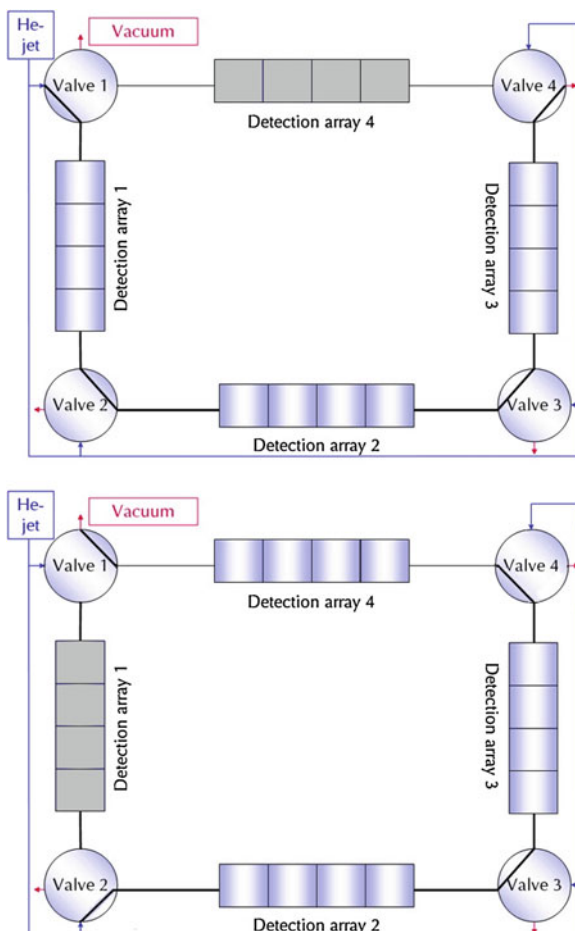 He-
jet
Vacuum
Valve 1
Valve 4
Detection array 4
Detection array 1
Detection array 3
Valve 2
Valve 3
Detection array 2
He-
jet
Vacuum
Valve 1
Valve 4
Detection array 4
Detection array 1
Detection array 3
Valve 2
Valve 3
Detection array 2